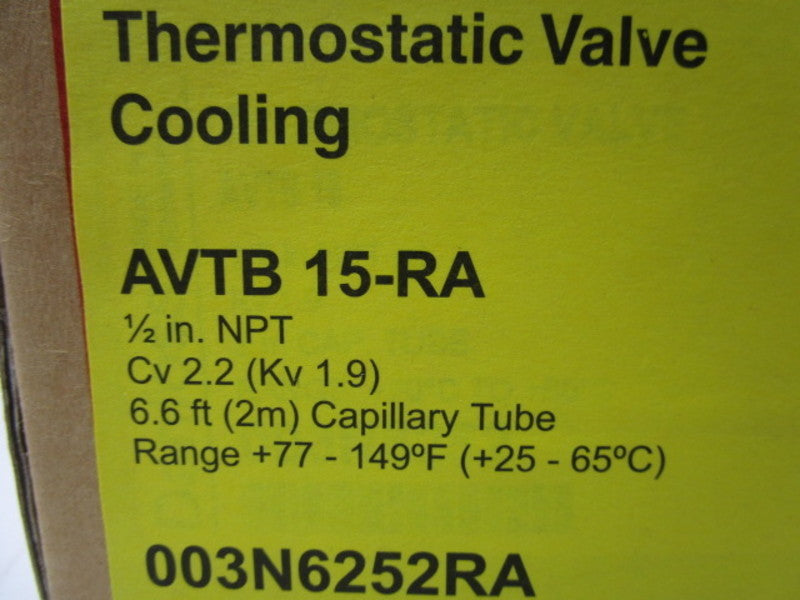 Thermostatic Valve
Cooling
AVTB 15-RA
½ in. NPT
Cv 2.2 (Kv 1.9)
6.6 ft (2m) Capillary Tube
Range +77 - 149ºF (+25 - 65ºC)
003N6252RA